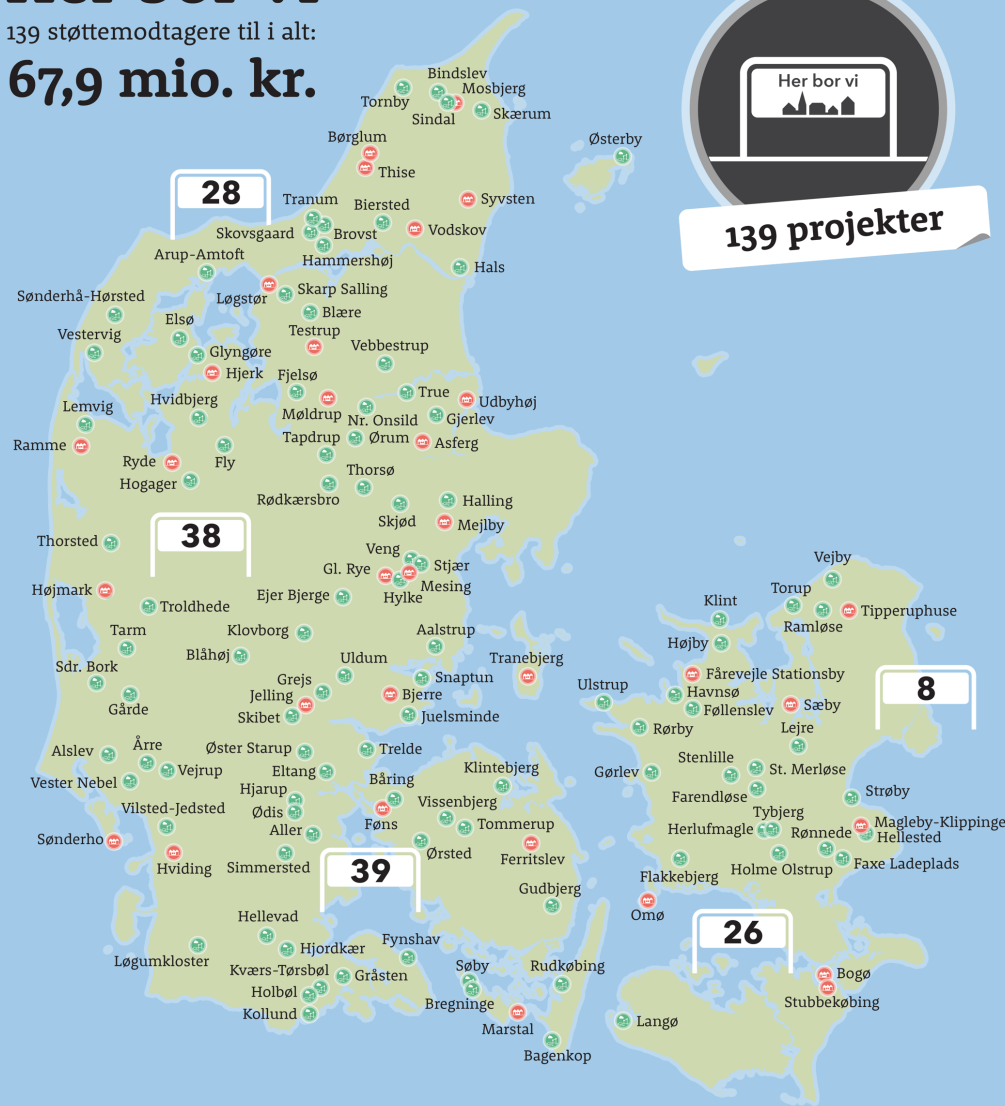 139 støttemodtagere til i alt:
67,9 mio. kr.
Her bor vi
139 projekter
Bindslev
Mosbjerg
Tornby
Sindal
Skærum
Børglum
Thise
Østerby
28
Tranum
Biersted
Syvsten
Skovsgaard
Brovst
Vodskov
Hammershøj
Arup-Amtoft
Hals
Løgstør
Skarp Salling
Sønderhå-Hørsted
Blære
Elsø
Testrup
Vestervig
Glyngøre
Vebbestrup
Hjerk
Fjelsø
True
Udbyhøj
Hvidbjerg
Møldrup
Nr. Onsild
Gjerlev
Lemvig
Tapdrup
Ørum
Asferg
Ramme
Ryde
Fly
Hogager
Thorsø
Rødkærsbro
Halling
Skjød
Mejlby
38
Thorsted
Veng
Stjær
Gl. Rye
Mesing
Hylke
Højmark
Ejer Bjerge
Troldhede
Vejby
Torup
Klint
Ramløse
Tipperuphuse
Tarm
Klovborg
Aalstrup
Højby
Blåhøj
Sdr. Bork
Uldum
Tranebjerg
Snaptun
Fårevejle Stationsby
8
Grejs
Jelling
Bjerre
Ulstrup
Havnsø
Føllenslev
Sæby
Gårde
Skibet
Juelsminde
Rørby
Lejre
Alslev
Årre
Øster Starup
Trelde
Stenlille
St. Merløse
Vejrup
Eltang
Klintebjerg
Gørlev
Vester Nebel
Båring
Farendløse
Strøby
Hjarup
Vissenbjerg
Vilsted-Jedsted
Ødis
Føns
Tommerup
Tybjerg
Magleby-Klippinge
Herlufmagle
Rønnede
Hellested
Sønderho
Aller
Ørsted
Ferritslev
Hviding
Simmersted
Holme Olstrup
Faxe Ladeplads
Flakkebjerg
39
Gudbjerg
Omø
Hellevad
26
Løgumkloster
Hjordkær
Fynshav
Kværs-Tørsbøl
Gråsten
Søby
Rudkøbing
Bogø
Holbøl
Bregninge
Stubbekøbing
Kollund
Marstal
Langø
Bagenkop